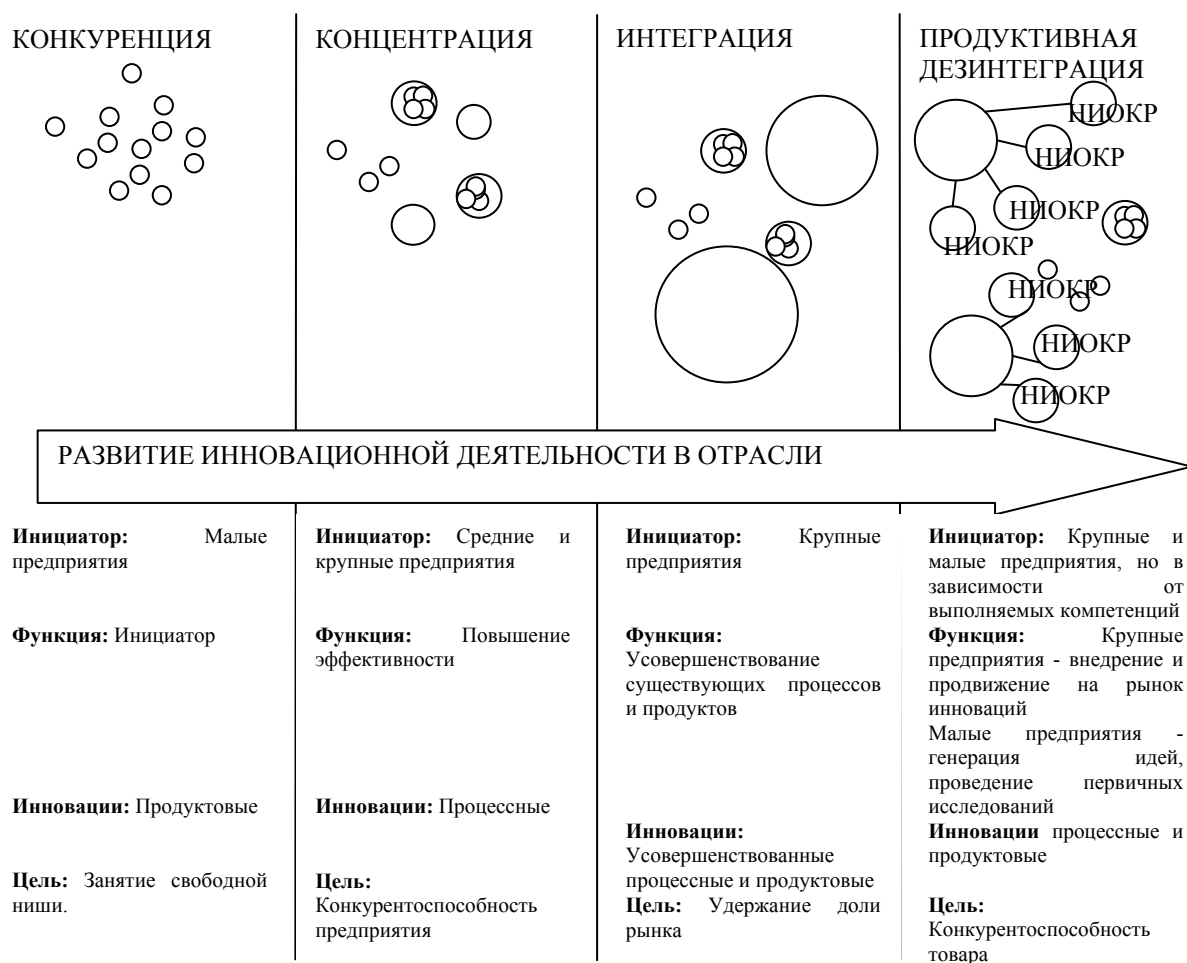 КОНКУРЕНЦИЯ
КОНЦЕНТРАЦИЯ
ИНТЕГРАЦИЯ
ПРОДУКТИВНАЯ
ДЕЗИНТЕГРАЦИЯ
НИОКР
НИОКР
НИОКР
НИОКР
НИОКР
НИОКР
НИОКР
РАЗВИТИЕ ИННОВАЦИОННОЙ ДЕЯТЕЛЬНОСТИ В ОТРАСЛИ
Инициатор: Малые
предприятия
Функция: Инициатор
Инновации: Продуктовые
Цель: Занятие свободной
ниши.
Инициатор: Средние и
крупные предприятия
Функция: Повышение
эффективности
Инновации: Процессные
Цель:
Конкурентоспособность
предприятия
Инициатор: Крупные
предприятия
Функция:
Усовершенствование
существующих процессов
и продуктов
Инновации:
Усовершенствованные
процессные и продуктовые
Цель: Удержание доли
рынка
Инициатор: Крупные и
малые предприятия, но в
зависимости от
выполняемых компетенций
Функция: Крупные
предприятия - внедрение и
продвижение на рынок
инноваций
Малые предприятия -
генерация идей,
проведение первичных
исследований
Инновации процессные и
продуктовые
Цель:
Конкурентоспособность
товара